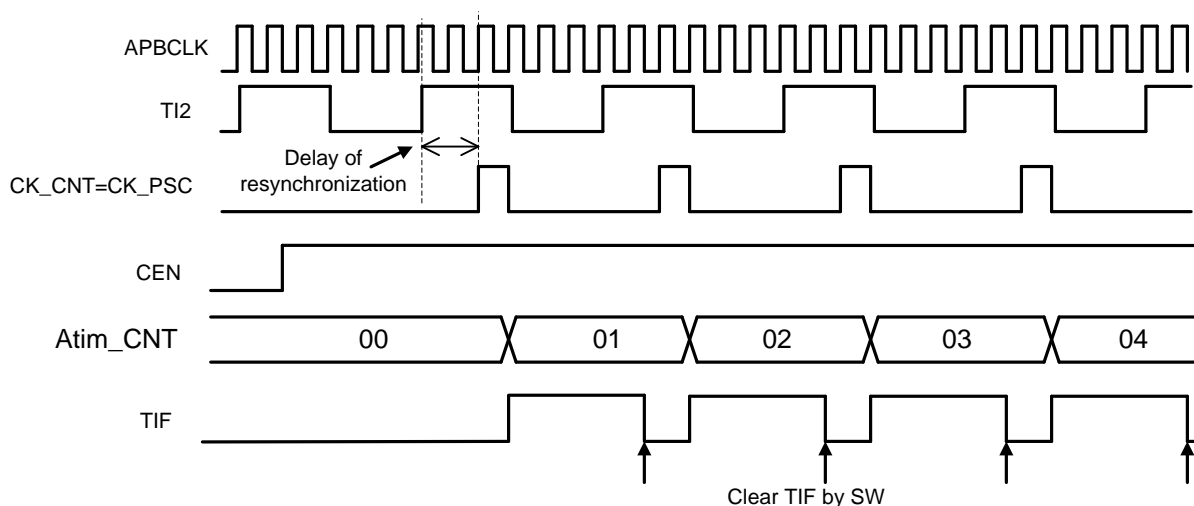 APBCLK
TI2
Delay of
resynchronization
CK_CNT=CK_PSC
CEN
Atim_CNT
00
01
02
03
04
TIF
Clear TIF by SW